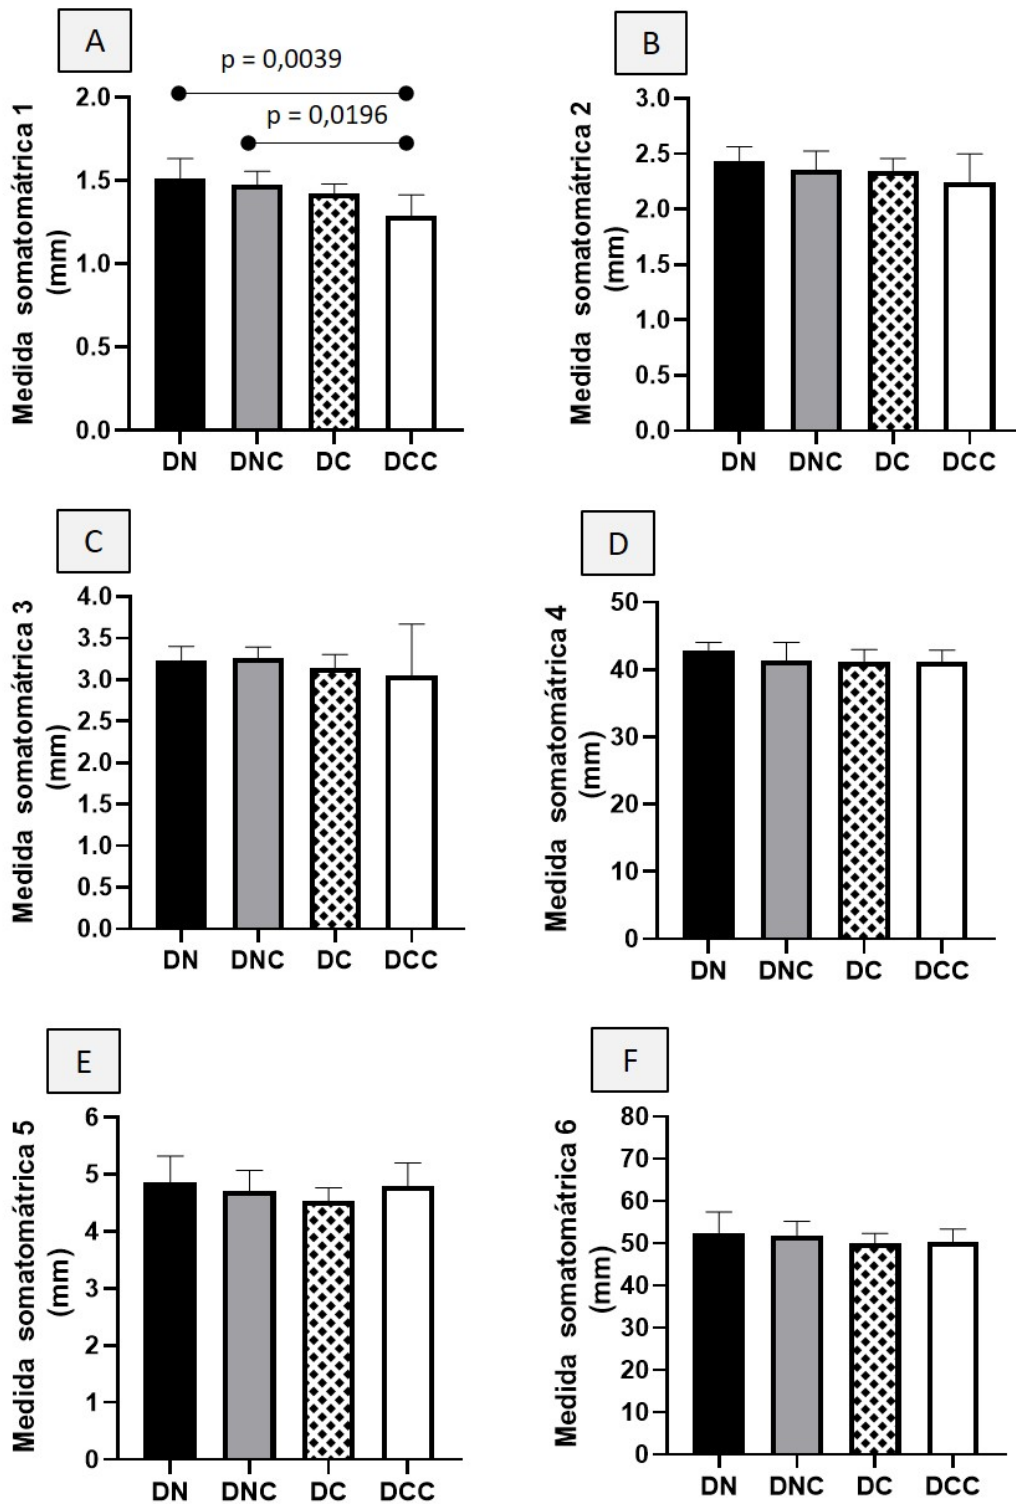 A
p = 0,0039
p = 0,0196
Medida somatomátrica 1
(mm)
2.0
1.5
1.0
0.5
0.0
DN DNC DC DCC
B
Medida somatomátrica 2
(mm)
3.0
2.5
2.0
1.5
1.0
0.5
0.0
DN DNC DC DCC
C
Medida somatomátrica 3
(mm)
4.0
3.5
3.0
2.5
2.0
1.5
1.0
0.5
0.0
DN DNC DC DCC
D
Medida somatomátrica 4
(mm)
50
40
30
20
10
0
DN DNC DC DCC
E
Medida somatomátrica 5
(mm)
6
5
4
3
2
1
0
DN DNC DC DCC
F
Medida somatomátrica 6
(mm)
80
70
60
50
40
30
20
10
0
DN DNC DC DCC